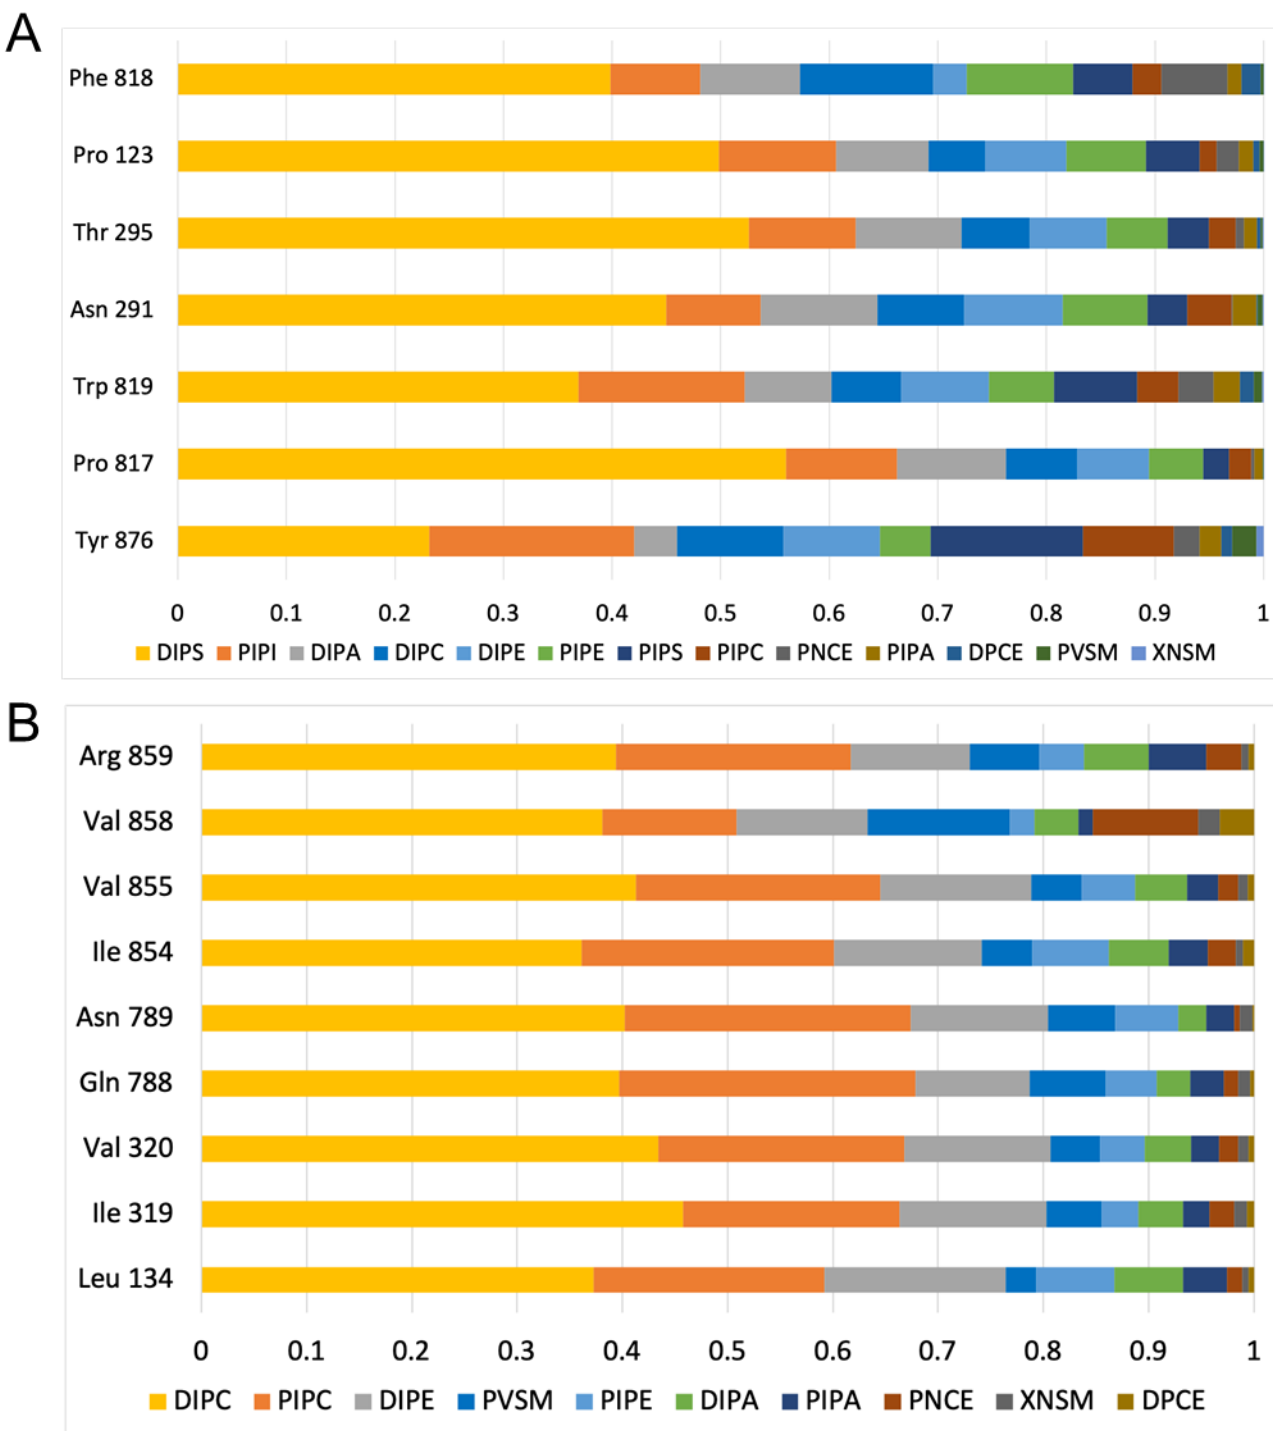 A
Phe 818
Pro 123
Thr 295
Asn 291
Trp 819
Pro 817
Tyr 876
0 0.1 0.2 0.3 0.4 0.5 0.6 0.7 0.8 0.9 1
DIPS PIPI DIPA DIPC DIPE PIPE PIPS PIPC PNCE PIPA DPCE PVSM XNSM
B
Arg 859
Val 858
Val 855
Ile 854
Asn 789
Gln 788
Val 320
Ile 319
Leu 134
0 0.1 0.2 0.3 0.4 0.5 0.6 0.7 0.8 0.9 1
DIPC PIPC DIPE PVSM PIPE DIPA PIPA PNCE XNSM DPCE